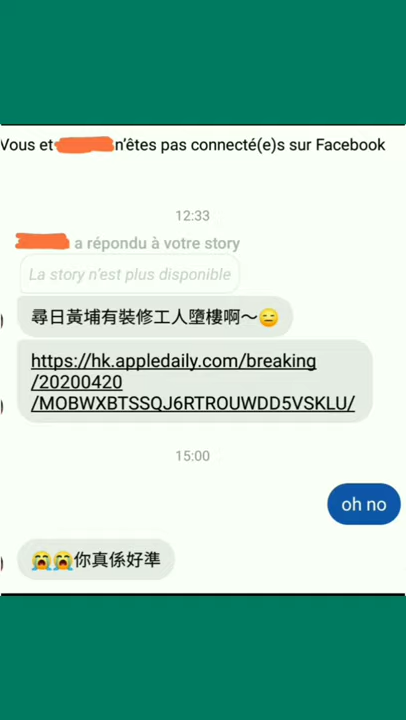 Vous et n'êtes pas connecté(e)s sur Facebook
12:33
a répondu à votre story
La story n'est plus disponible
尋日黃埔有裝修工人墮樓啊～😑
https://hk.appledaily.com/breaking
/20200420
/MOBWXBTSSQJ6RTROUWDD5VSKLU/
15:00
oh no
😭😭你真係好準